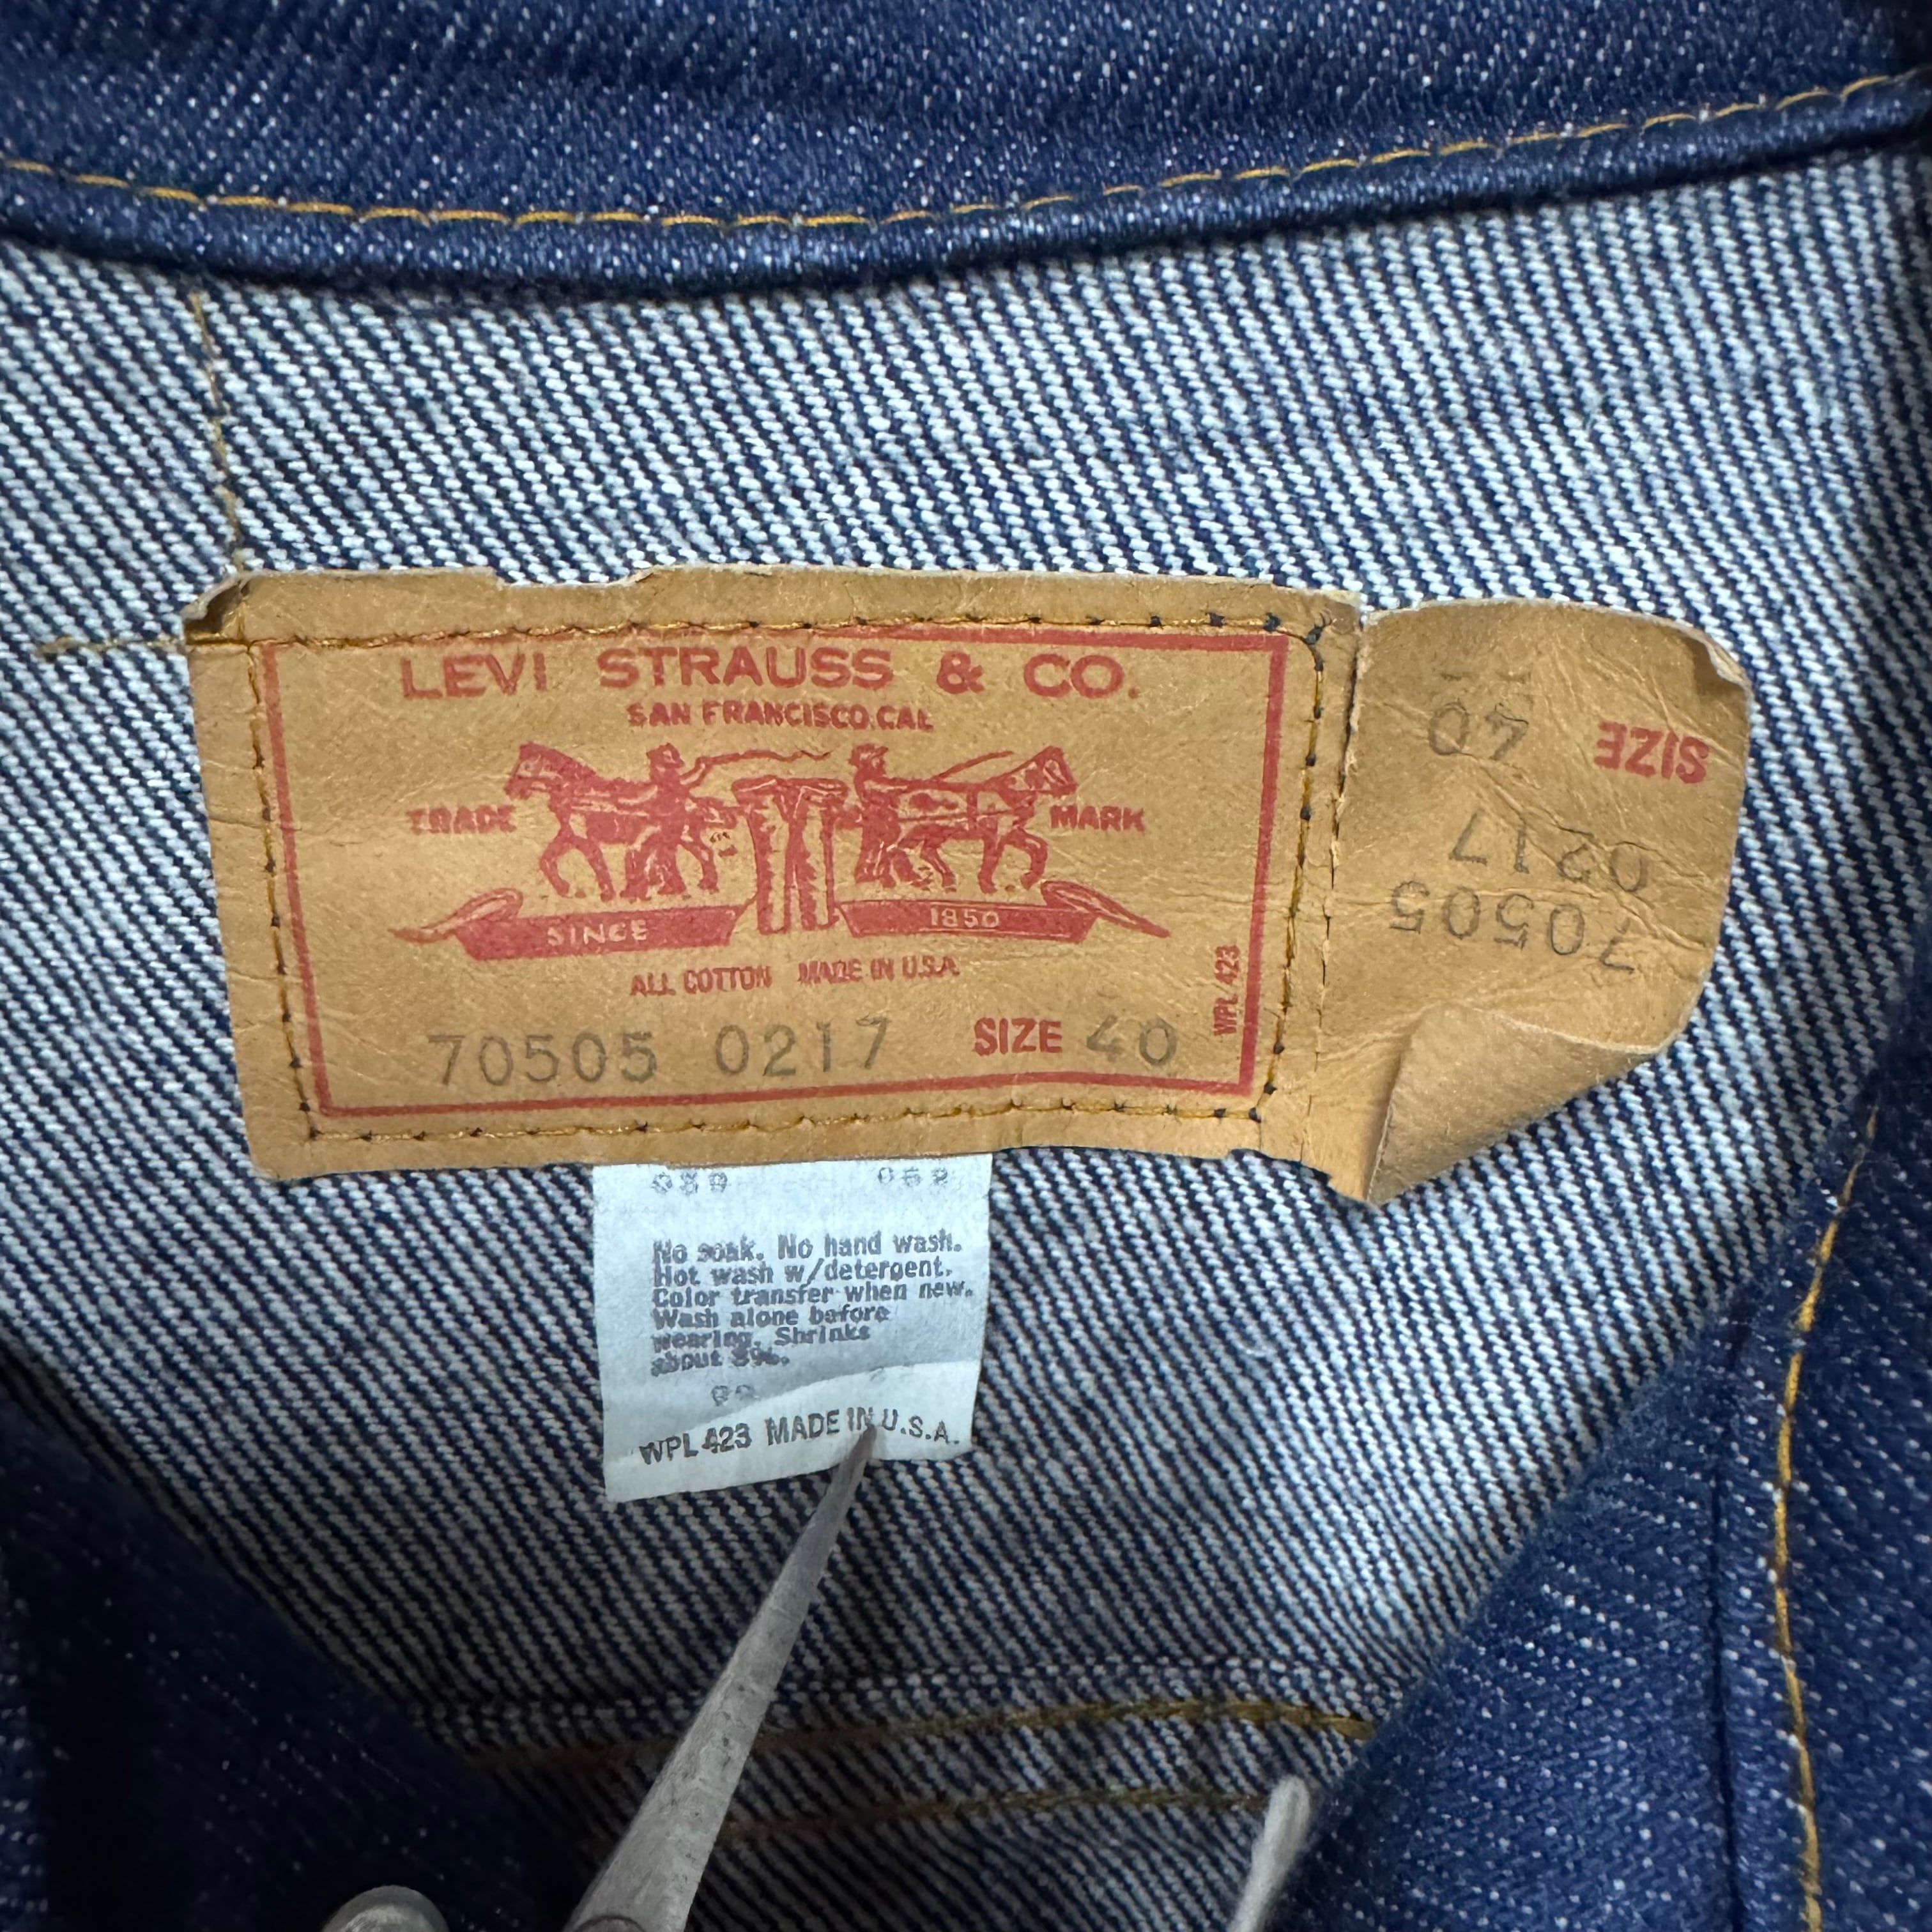 LEVI STRAUSS & CO.
SAN FRANCISCO, CAL
TRADE MARK
SINCE 1850
ALL COTTON MADE IN U.S.A.
WPL 423
70505 0217 SIZE 40
SIZE 40
0217
70505
052
No soak. No hand wash.
Hot wash w/detergent.
Color transfer when new.
Wash alone before
wearing. Shrinks
about 8%.
WPL 423 MADE IN U.S.A.